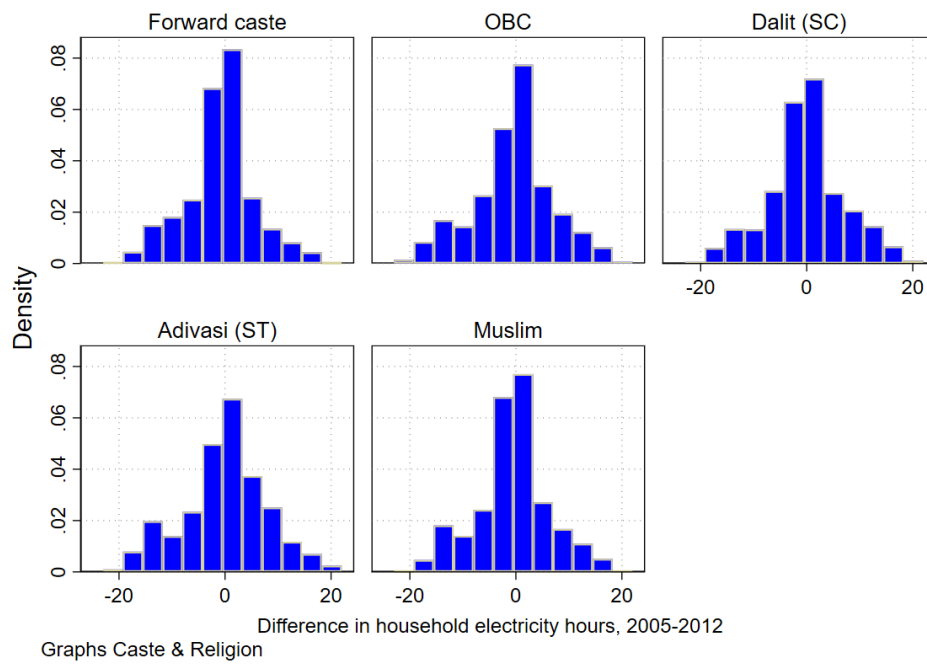 Forward caste
OBC
Dalit (SC)
.08
.06
.04
.02
0
-20 0 20
Density
Adivasi (ST)
Muslim
.08
.06
.04
.02
0
-20 0 20
-20 0 20
Difference in household electricity hours, 2005-2012
Graphs Caste & Religion